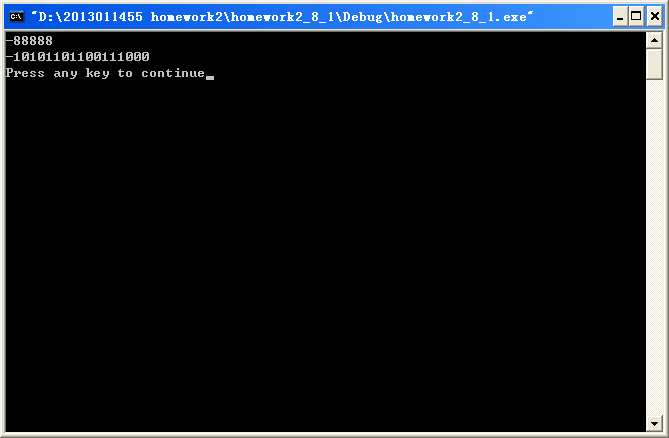 "D:\2013011455 homework2\homework2_8_1\Debug\homework2_8_1.exe"
-88888
-10101101100111000
Press any key to continue